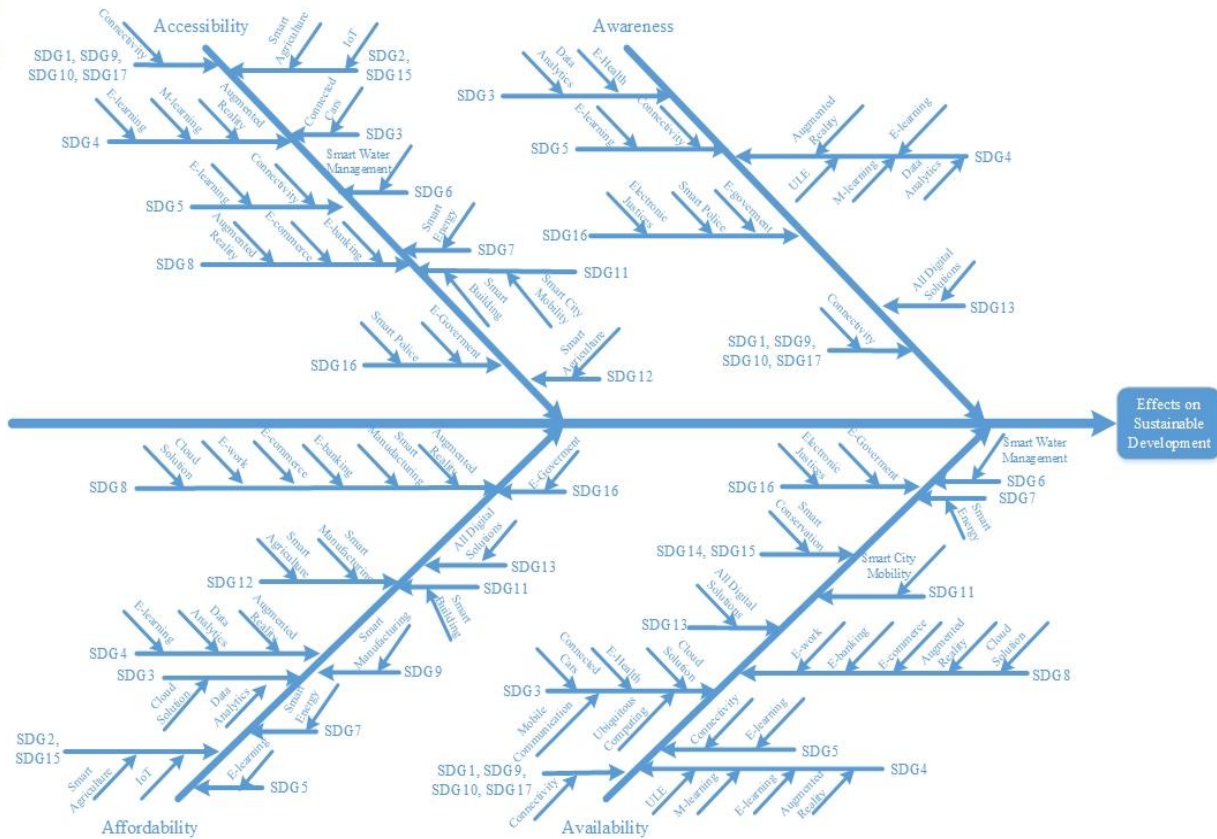 Accessibility
Connectivity
SDG1, SDG9,
SDG10, SDG17
Smart
Agriculture
IoT
SDG2,
SDG15
E-learning
M-learning
Augmented
Reality
SDG4
Connected
Cars
SDG3
Smart Water
Management
SDG6
E-learning
Connectivity
SDG5
Augmented
Reality
E-commerce
E-banking
SDG8
Smart
Energy
SDG7
SDG11
Smart
Building
Smart City
Mobility
Smart Police
E-Goverment
SDG16
Smart
Agriculture
SDG12
Awareness
Data
Analytics
E-Health
SDG3
E-learning
Connectivity
SDG5
Augmented
Reality
E-learning
SDG4
ULE
M-learning
Data
Analytics
Electronic
Justices
Smart Police
E-goverment
SDG16
All Digital
Solutions
SDG13
Connectivity
SDG1, SDG9,
SDG10, SDG17
Effects on
Sustainable
Development
Cloud
Solution
E-work
E-commerce
E-banking
Smart
Manudacturing
Augmented
Reality
SDG8
E-Goverment
SDG16
All Digital
Solutions
SDG13
Smart
Agriculture
Smart
Manufacturing
SDG12
SDG11
Smart
Building
E-learning
Data
Analytics
Augmented
Reality
SDG4
Smart
Manufacturing
SDG9
SDG3
Cloud
Solution
Data
Analytics
Smart
Energy
SDG7
SDG2,
SDG15
Smart
Agriculture
IoT
E-learning
SDG5
Affordability
Smart Water
Management
SDG6
SDG7
Smart
Energy
Electronic
Justices
E-Goverment
SDG16
Smart
Conservation
SDG14, SDG15
Smart City
Mobility
SDG11
All Digital
Solutions
SDG13
E-work
E-banking
E-commerce
Augmented
Reality
Cloud
Solution
SDG8
Connected
Cars
E-Health
Cloud
Solution
SDG3
Mobile
Communication
Ubiquitous
Computing
Connectivity
E-learning
SDG5
SDG1, SDG9,
SDG10, SDG17
Connectivity
SDG4
ULE
M-learning
E-learning
Augmented
Reality
Availability